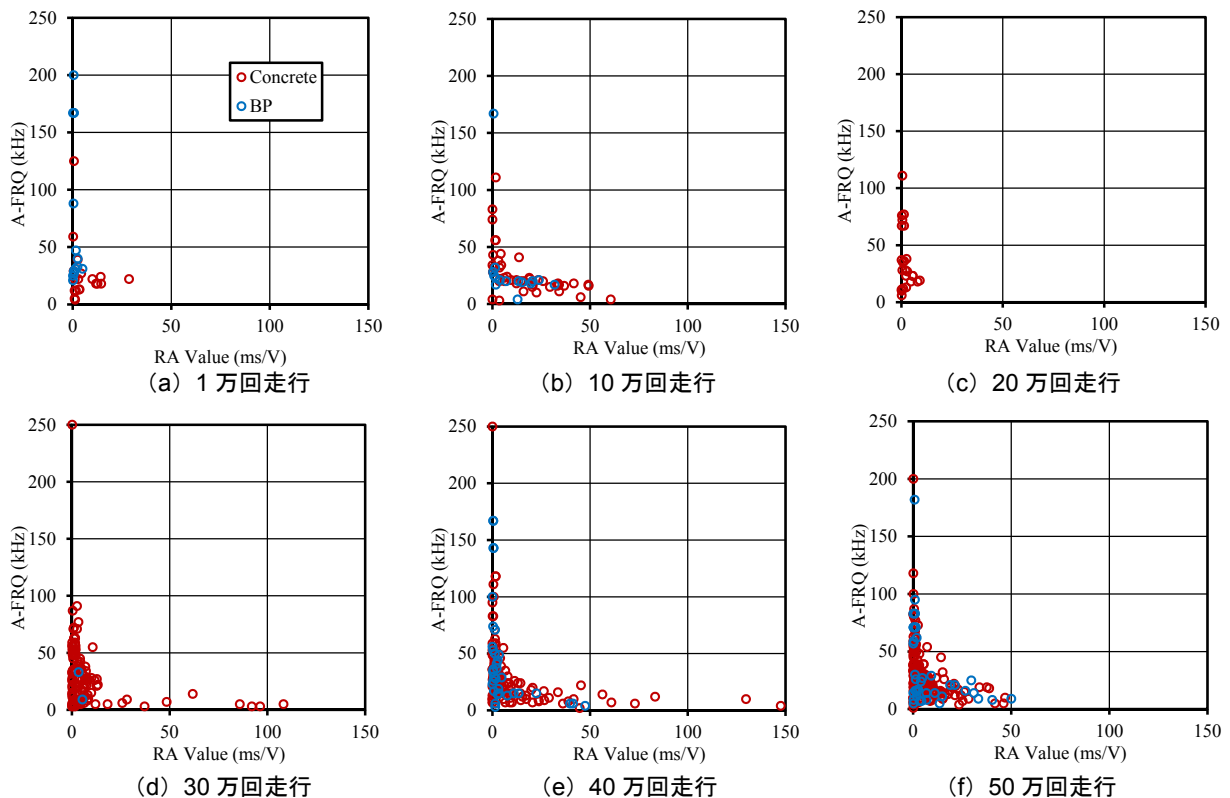 250
200
150
100
50
0
A-FRQ (kHz)
Concrete
BP
0 50 100 150
RA Value (ms/V)
(a) 1 万回走行
250
200
150
100
50
0
A-FRQ (kHz)
0 50 100 150
RA Value (ms/V)
(b) 10 万回走行
250
200
150
100
50
0
A-FRQ (kHz)
0 50 100 150
RA Value (ms/V)
(c) 20 万回走行
250
200
150
100
50
0
A-FRQ (kHz)
0 50 100 150
RA Value (ms/V)
(d) 30 万回走行
250
200
150
100
50
0
A-FRQ (kHz)
0 50 100 150
RA Value (ms/V)
(e) 40 万回走行
250
200
150
100
50
0
A-FRQ (kHz)
0 50 100 150
RA Value (ms/V)
(f) 50 万回走行